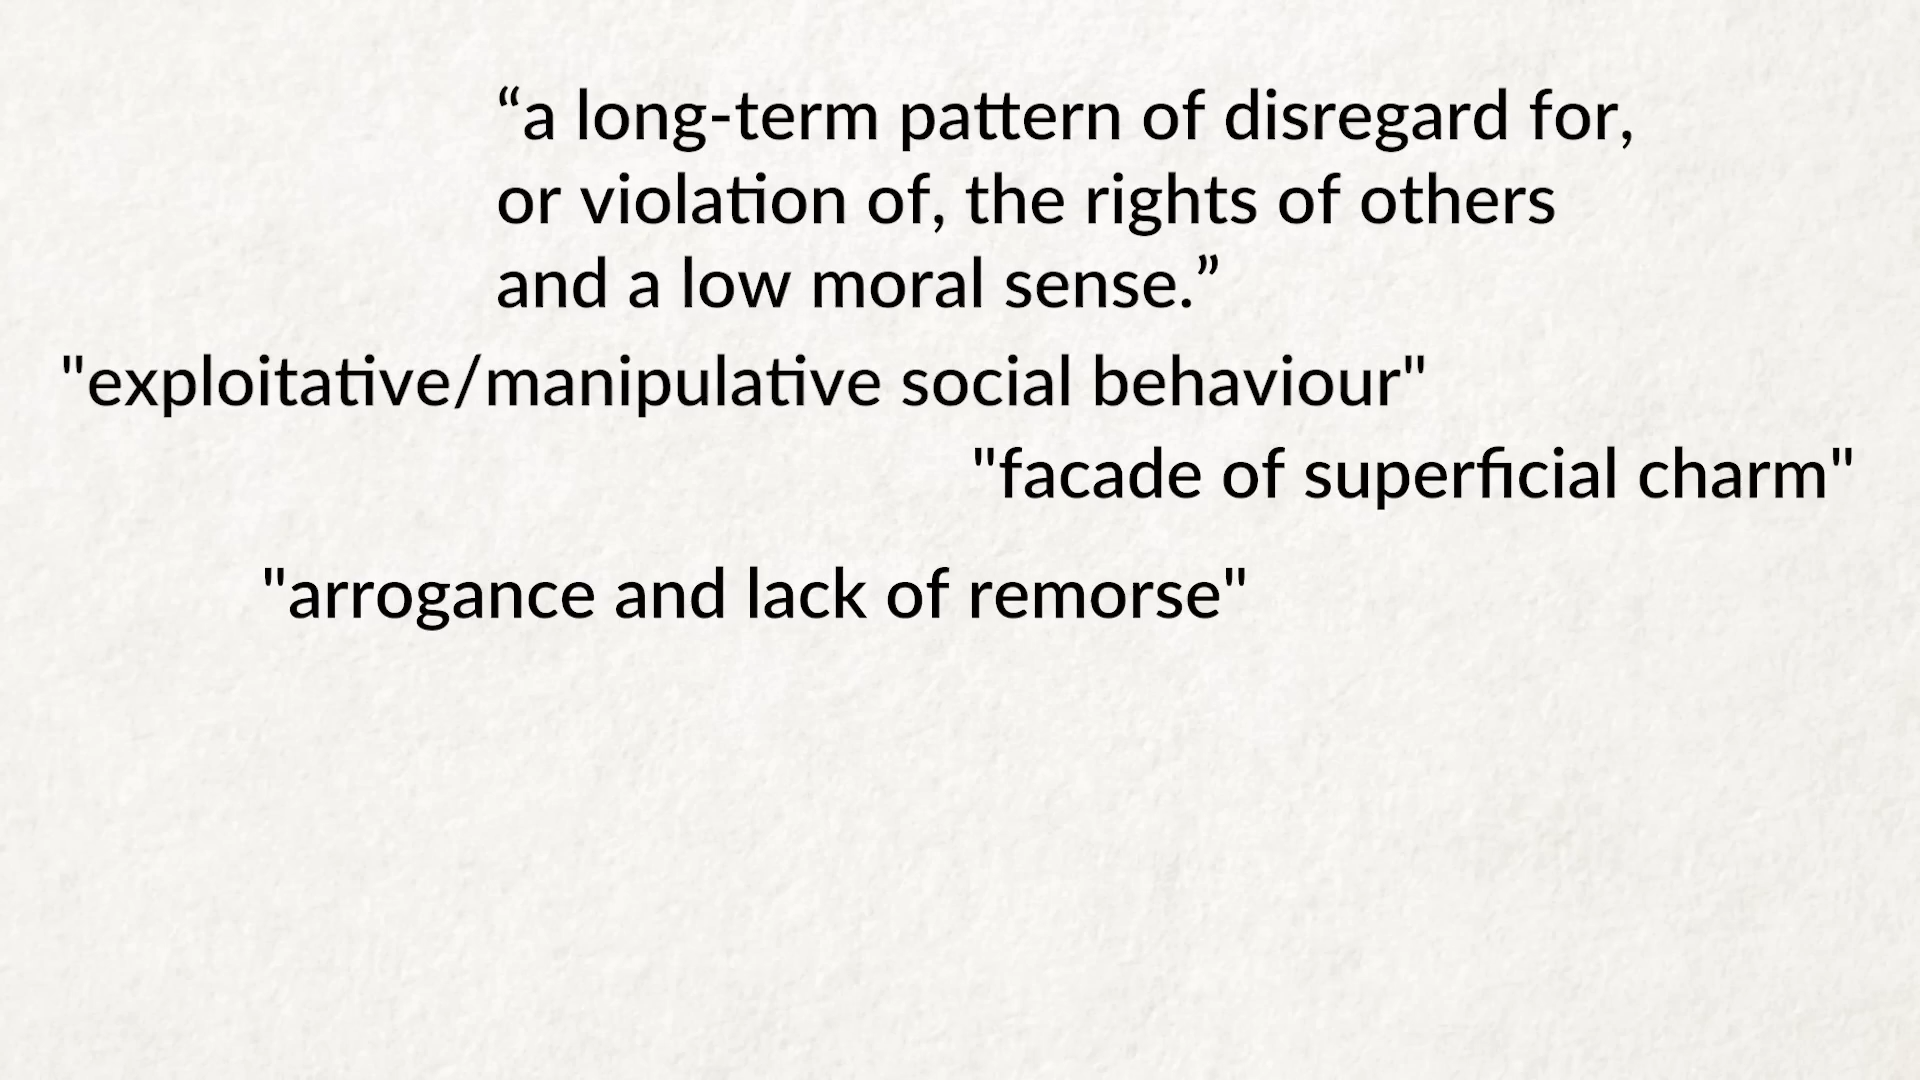 “a long-term pattern of disregard for,
or violation of, the rights of others
and a low moral sense.”
"exploitative/manipulative social behaviour"
"facade of superficial charm"
"arrogance and lack of remorse"